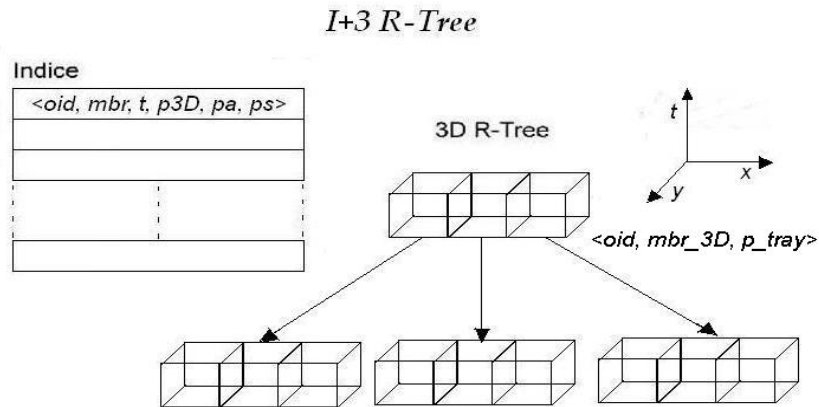 I+3 R-Tree
Indice
<oid, mbr, t, p3D, pa, ps>
3D R-Tree
t
x
y
<oid, mbr_3D, p_tray>